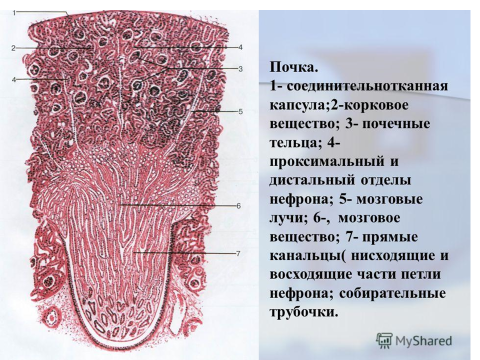 1
2
4
3
4
5
6
7
Почка.
1- соединительнотканная
капсула;2-корковое
вещество; 3- почечные
тельца; 4-
проксимальный и
дистальный отделы
нефрона; 5- мозговые
лучи; 6-, мозговое
вещество; 7- прямые
канальцы( нисходящие и
восходящие части петли
нефрона; собирательные
трубочки.
MyShared